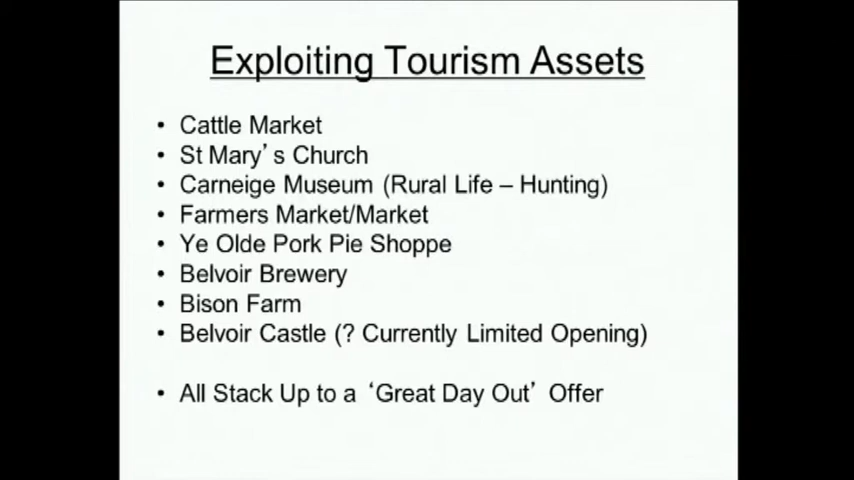 Exploiting Tourism Assets
• Cattle Market
• St Mary’s Church
• Carneige Museum (Rural Life – Hunting)
• Farmers Market/Market
• Ye Olde Pork Pie Shoppe
• Belvoir Brewery
• Bison Farm
• Belvoir Castle (? Currently Limited Opening)
• All Stack Up to a ‘Great Day Out’ Offer